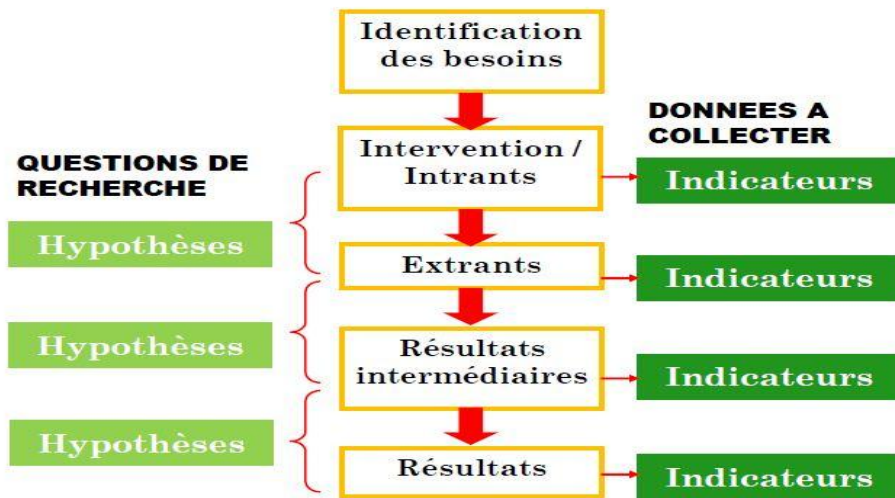 Identification
des besoins
DONNEES A
COLLECTER
Intervention /
Intrants
Indicateurs
QUESTIONS DE
RECHERCHE
Hypothèses
Extrants
Indicateurs
Hypothèses
Résultats
intermédiaires
Indicateurs
Hypothèses
Résultats
Indicateurs